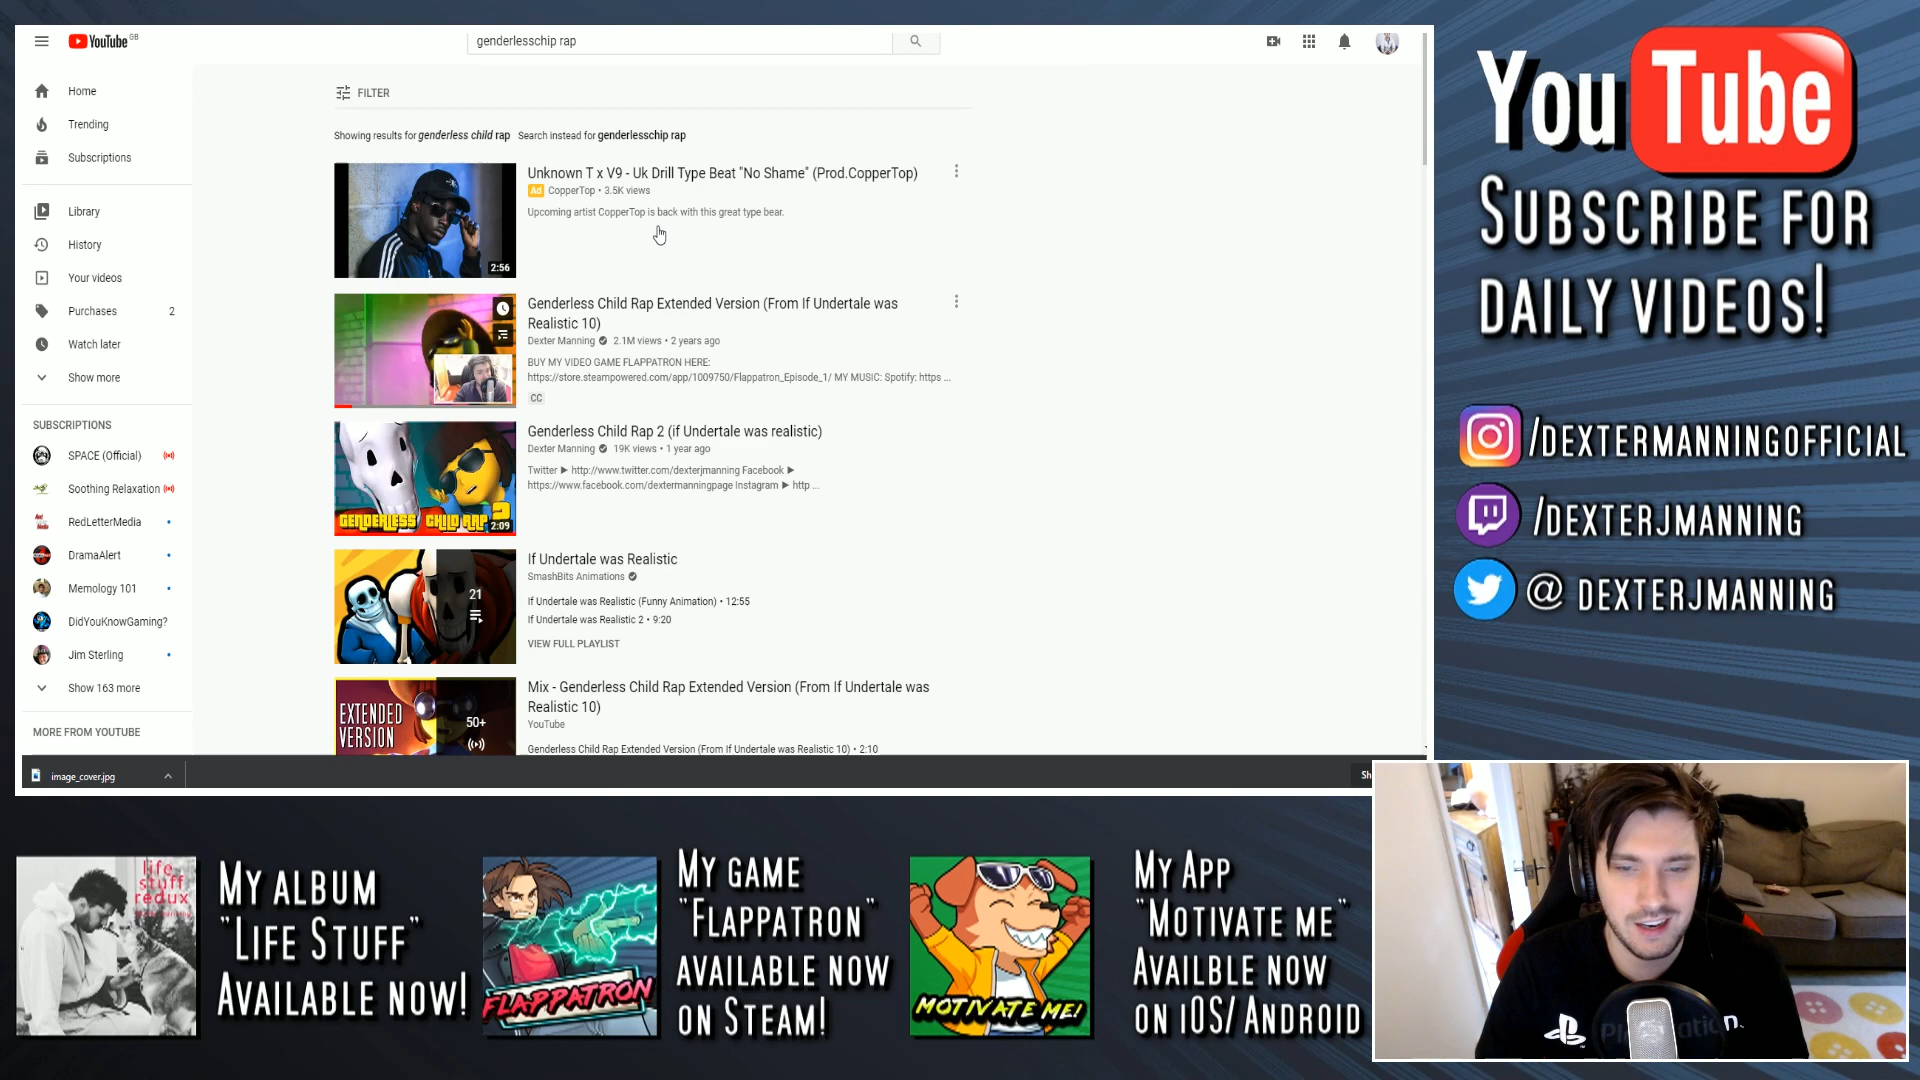 YouTube GB
genderlesschip rap
Home
Trending
Subscriptions
Library
History
Your videos
Purchases 2
Watch later
Show more
SUBSCRIPTIONS
SPACE (Official)
Soothing Relaxation
RedLetterMedia
DramaAlert
Memology 101
DidYouKnowGaming?
Jim Sterling
Show 163 more
MORE FROM YOUTUBE
FILTER
Showing results for genderless child rap Search instead for genderlesschip rap
Unknown T x V9 - Uk Drill Type Beat "No Shame" (Prod.CopperTop)
Ad CopperTop • 3.5K views
Upcoming artist CopperTop is back with this great type bear.
2:56
Genderless Child Rap Extended Version (From If Undertale was
Realistic 10)
Dexter Manning 2.1M views • 2 years ago
BUY MY VIDEO GAME FLAPPATRON HERE:
https://store.steampowered.com/app/1009750/Flappatron_Episode_1/ MY MUSIC: Spotify: https ...
CC
Genderless Child Rap 2 (if Undertale was realistic)
Dexter Manning 19K views • 1 year ago
Twitter ► http://www.twitter.com/dexterjmanning Facebook ►
https://www.facebook.com/dextermanningpage Instagram ► http ...
GENDERLESS CHILD RAP 2
2:09
If Undertale was Realistic
SmashBits Animations
If Undertale was Realistic (Funny Animation) • 12:55
If Undertale was Realistic 2 • 9:20
VIEW FULL PLAYLIST
21
Mix - Genderless Child Rap Extended Version (From If Undertale was
Realistic 10)
YouTube
Genderless Child Rap Extended Version (From If Undertale was Realistic 10) • 2:10
EXTENDED
VERSION
50+
image_cover.jpg
Sh
YouTube
SUBSCRIBE FOR
DAILY VIDEOS!
/DEXTERMANNINGOFFICIAL
/DEXTERJMANNING
@ DEXTERJMANNING
life
stuff
redux
MY ALBUM
"LIFE STUFF"
AVAILABLE NOW!
FLAPPATRON
MY GAME
"FLAPPATRON"
AVAILABLE NOW
ON STEAM!
MOTIVATE ME!
MY APP
"MOTIVATE ME"
AVAILBLE NOW
ON iOS/ANDROID